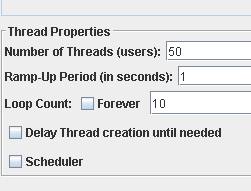 Thread Properties
Number of Threads (users): 50
Ramp-Up Period (in seconds): 1
Loop Count: Forever 10
Delay Thread creation until needed
Scheduler